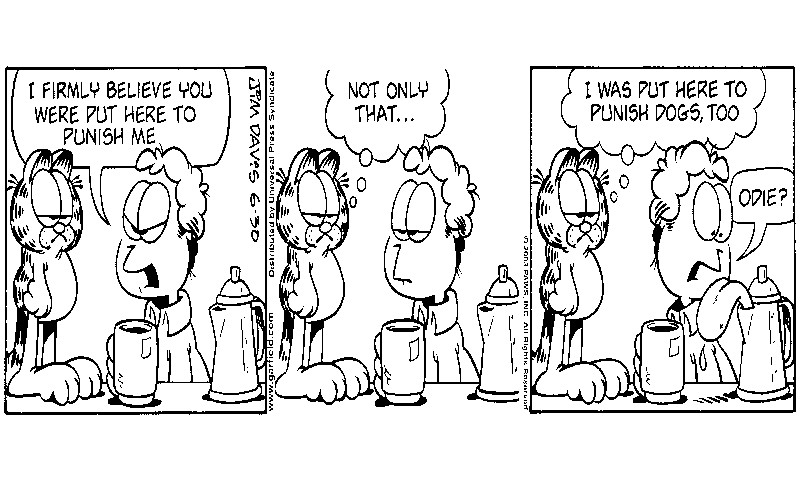 I FIRMLY BELIEVE YOU
WERE PUT HERE TO
PUNISH ME
JIM DAVIS 6·30
Distributed by Universal Press Syndicate
www.garfield.com
NOT ONLY
THAT...
I WAS PUT HERE TO
PUNISH DOGS, TOO
ODIE?
© 2003 PAWS, INC. All Rights Reserved